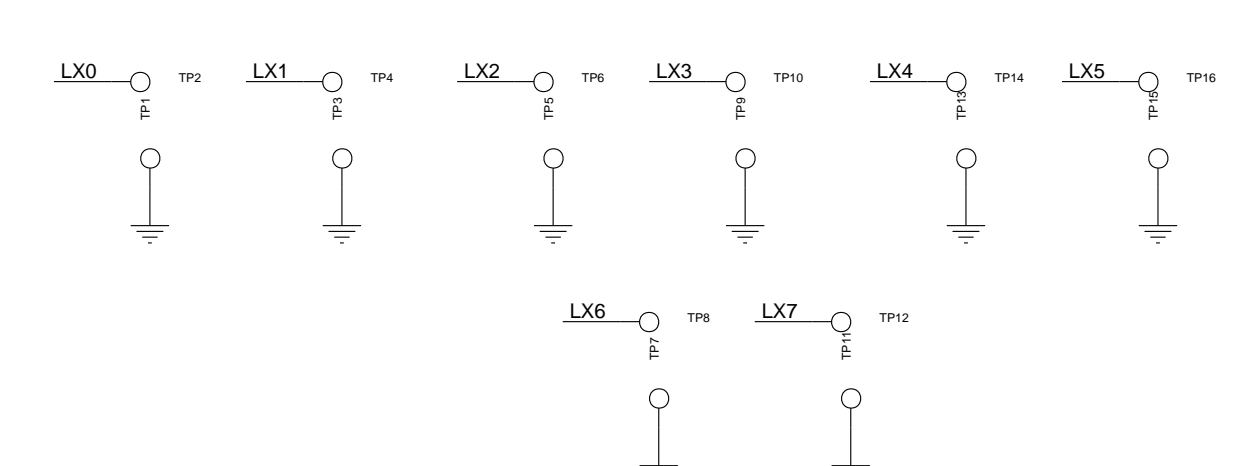 LX0 TP2 LX1 TP4 LX2 TP6 LX3 TP10 LX4 TP14 LX5 TP16
TP1 TP3 TP5 TP9 TP13 TP15
LX6 TP8 LX7 TP12
TP7 TP11